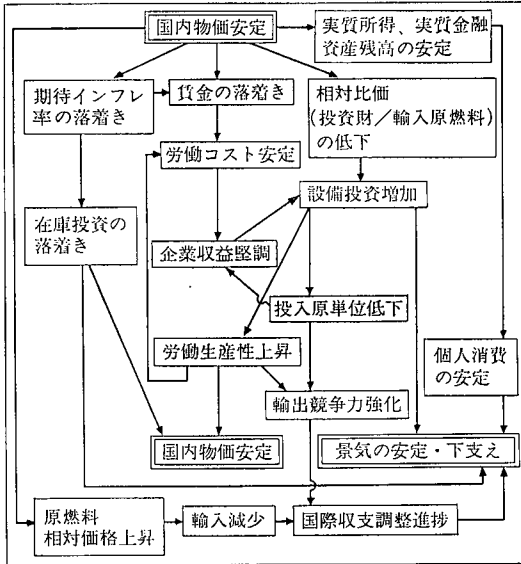 国内物価安定
実質所得、実質金融
資産残高の安定
期待インフレ
率の落着き
賃金の落着き
相対比価
(投資財/輸入原燃料)
の低下
労働コスト安定
設備投資増加
在庫投資の
落着き
企業収益堅調
投入原単位低下
労働生産性上昇
個人消費
の安定
輸出競争力強化
国内物価安定
景気の安定・下支え
原燃料
相対価格上昇
輸入減少
国際収支調整進捗